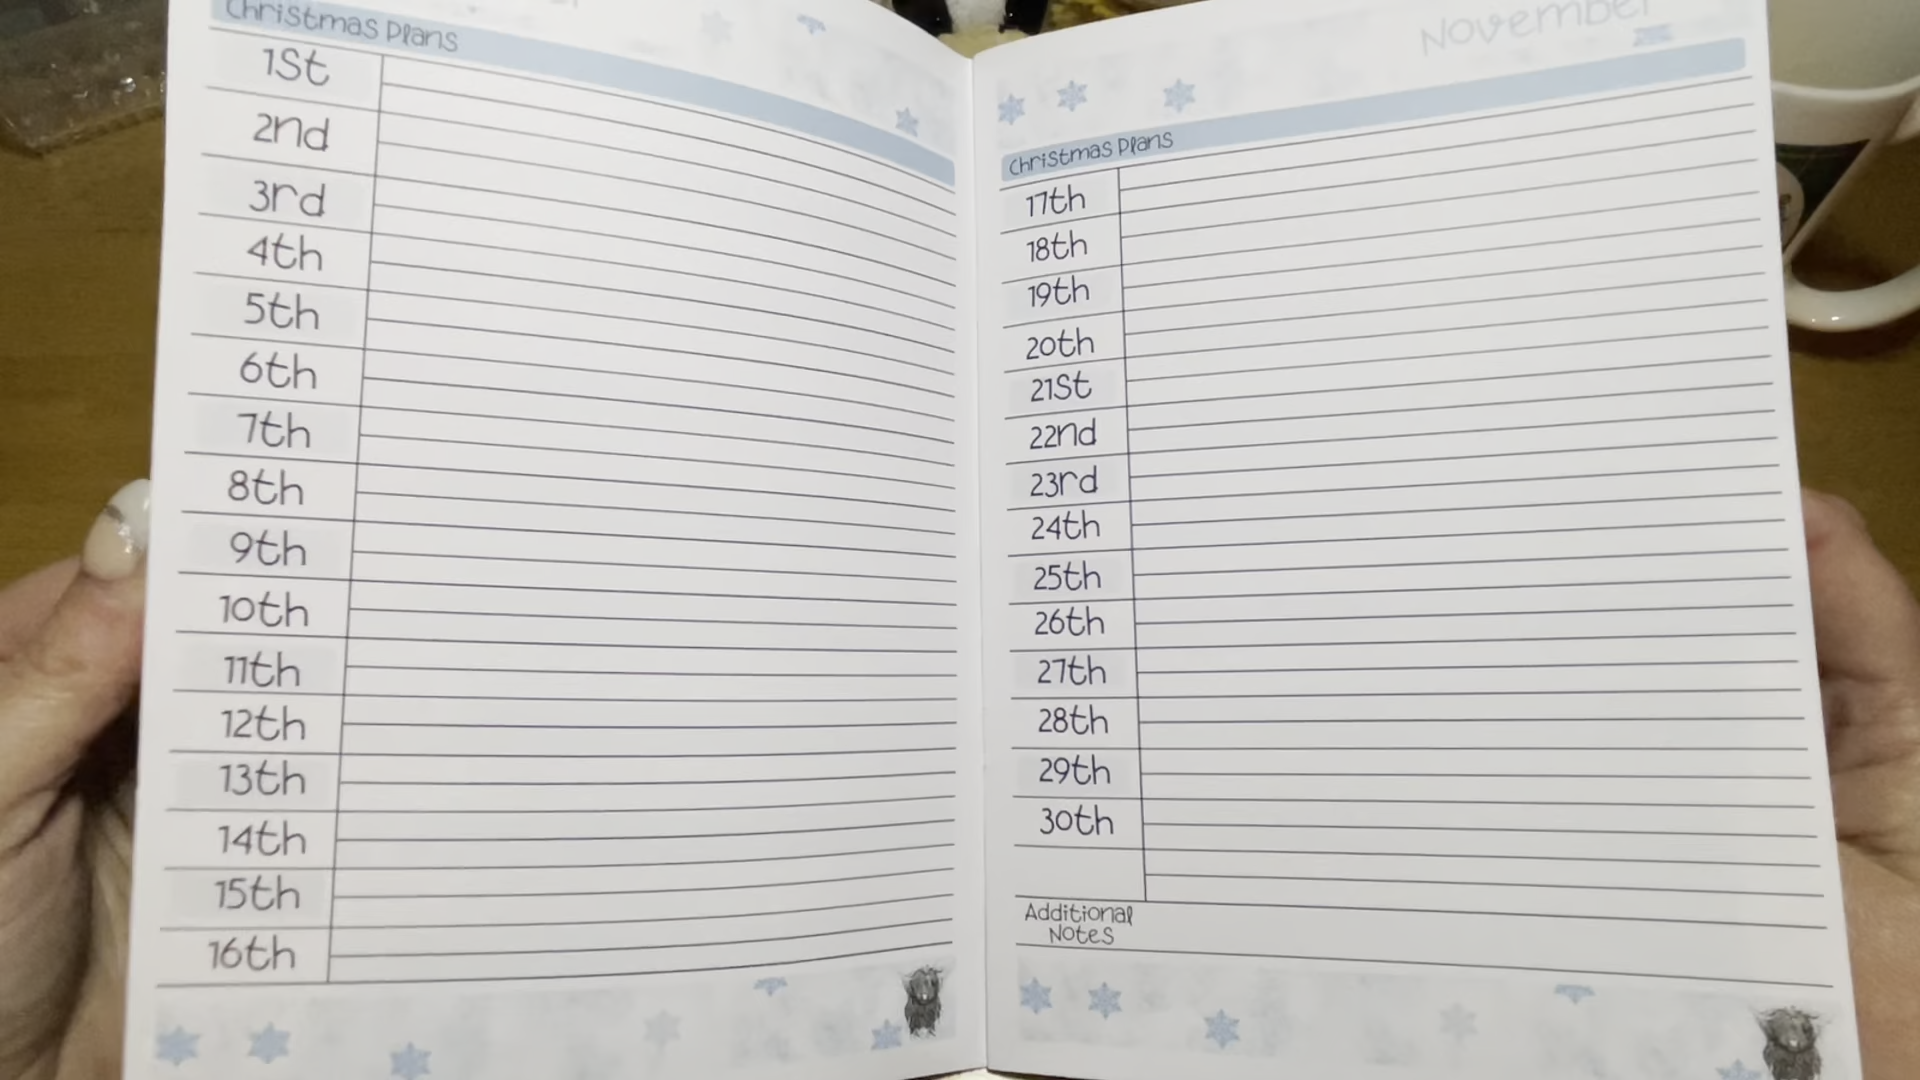 Christmas Plans
1st
2nd
3rd
4th
5th
6th
7th
8th
9th
10th
11th
12th
13th
14th
15th
16th
November
Christmas Plans
17th
18th
19th
20th
21st
22nd
23rd
24th
25th
26th
27th
28th
29th
30th
Additional
Notes